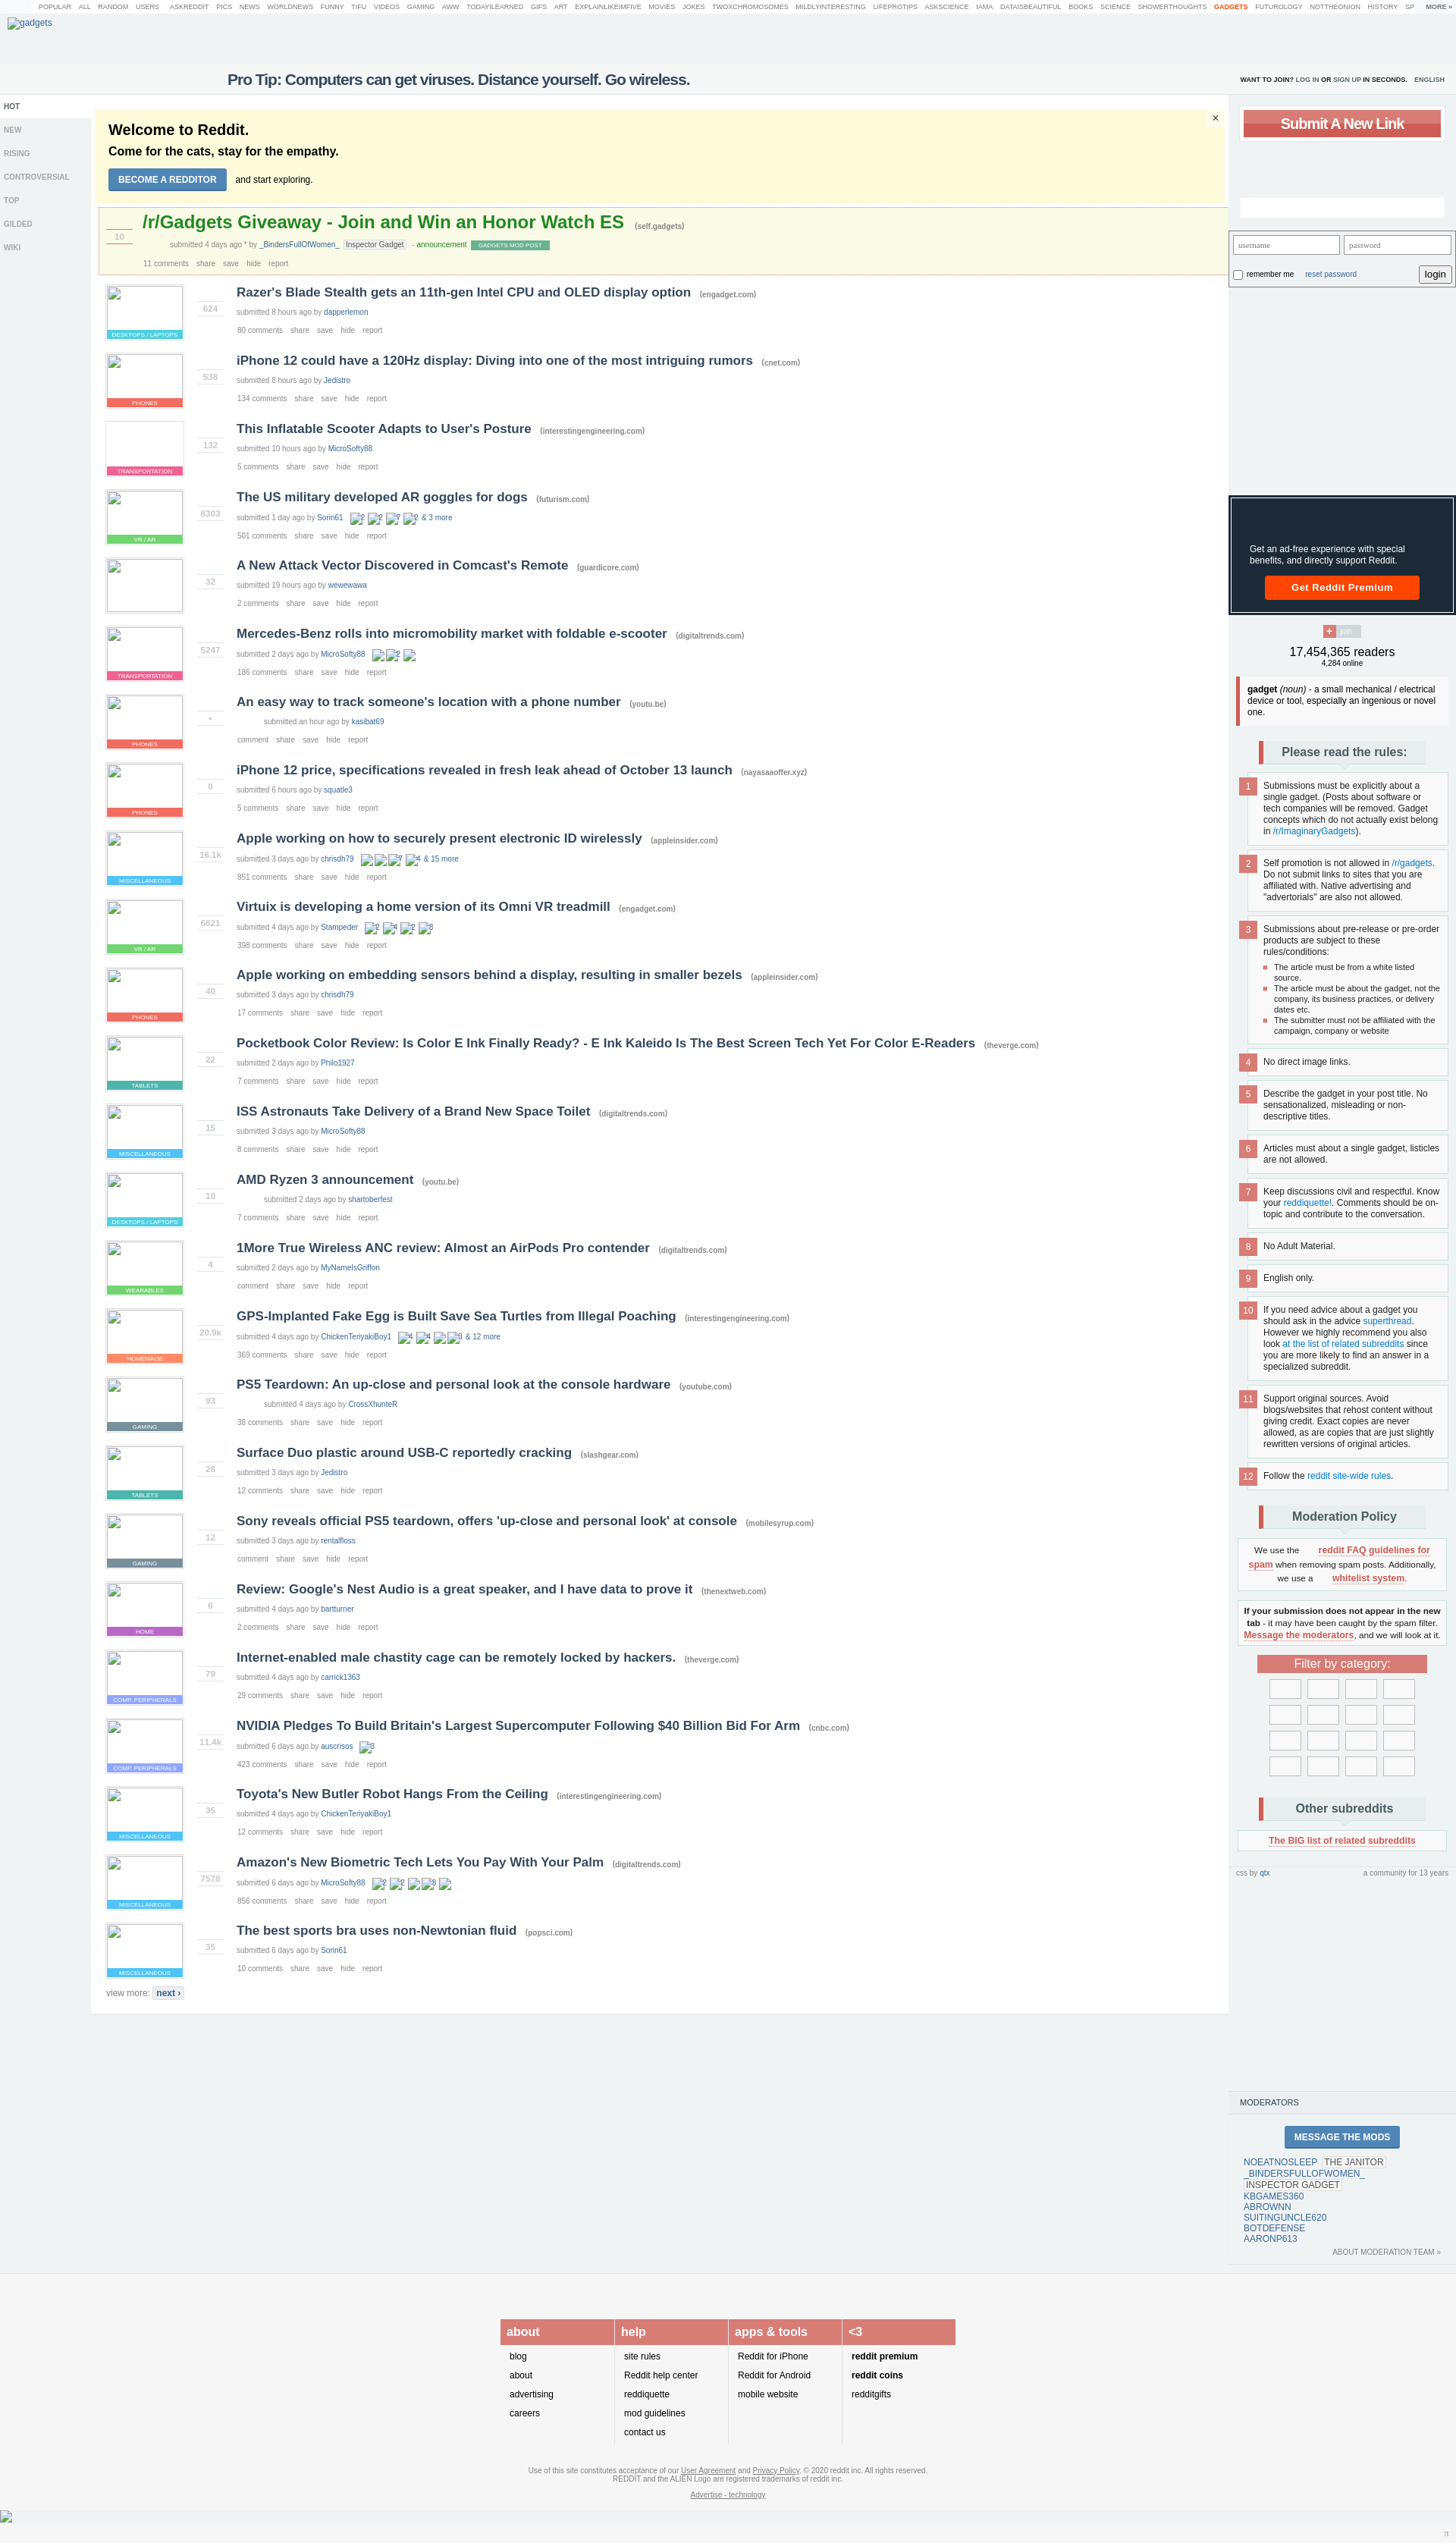 POPULAR ALL RANDOM USERS ASKREDDIT PICS NEWS WORLDNEWS FUNNY TIFU VIDEOS GAMING AWW TODAYILEARNED GIFS ART EXPLAINLIKEIMFIVE MOVIES JOKES TWOXCHROMOSOMES MILDLYINTERESTING LIFEPROTIPS ASKSCIENCE IAMA DATAISBEAUTIFUL BOOKS SCIENCE SHOWERTHOUGHTS GADGETS FUTUROLOGY NOTTHEONION HISTORY SP MORE »
gadgets
Pro Tip: Computers can get viruses. Distance yourself. Go wireless.
WANT TO JOIN? LOG IN OR SIGN UP IN SECONDS. ENGLISH
HOT
NEW
RISING
CONTROVERSIAL
TOP
GILDED
WIKI
×
Welcome to Reddit.
Come for the cats, stay for the empathy.
BECOME A REDDITOR and start exploring.
/r/Gadgets Giveaway - Join and Win an Honor Watch ES (self.gadgets)
10
submitted 4 days ago * by _BindersFullOfWomen_ Inspector Gadget - announcement GADGETS MOD POST
11 comments share save hide report
Razer's Blade Stealth gets an 11th-gen Intel CPU and OLED display option (engadget.com)
624
submitted 8 hours ago by dapperlemon
DESKTOPS / LAPTOPS
80 comments share save hide report
iPhone 12 could have a 120Hz display: Diving into one of the most intriguing rumors (cnet.com)
538
submitted 8 hours ago by Jedistro
PHONES
134 comments share save hide report
This Inflatable Scooter Adapts to User's Posture (interestingengineering.com)
132
submitted 10 hours ago by MicroSofty88
TRANSPORTATION
5 comments share save hide report
The US military developed AR goggles for dogs (futurism.com)
8303
submitted 1 day ago by Sorin61 2 2 7 2 & 3 more
VR / AR
501 comments share save hide report
A New Attack Vector Discovered in Comcast's Remote (guardicore.com)
32
submitted 19 hours ago by wewewawa
2 comments share save hide report
Mercedes-Benz rolls into micromobility market with foldable e-scooter (digitaltrends.com)
5247
submitted 2 days ago by MicroSofty88 2
TRANSPORTATION
186 comments share save hide report
An easy way to track someone's location with a phone number (youtu.be)
•
submitted an hour ago by kasibat69
PHONES
comment share save hide report
iPhone 12 price, specifications revealed in fresh leak ahead of October 13 launch (nayasaaoffer.xyz)
0
submitted 6 hours ago by squatle3
PHONES
5 comments share save hide report
Apple working on how to securely present electronic ID wirelessly (appleinsider.com)
16.1k
submitted 3 days ago by chrisdh79 7 4 & 15 more
MISCELLANEOUS
851 comments share save hide report
Virtuix is developing a home version of its Omni VR treadmill (engadget.com)
6621
submitted 4 days ago by Stampeder 2 4 2 8
VR / AR
398 comments share save hide report
Apple working on embedding sensors behind a display, resulting in smaller bezels (appleinsider.com)
40
submitted 3 days ago by chrisdh79
PHONES
17 comments share save hide report
Pocketbook Color Review: Is Color E Ink Finally Ready? - E Ink Kaleido Is The Best Screen Tech Yet For Color E-Readers (theverge.com)
22
submitted 2 days ago by Philo1927
TABLETS
7 comments share save hide report
ISS Astronauts Take Delivery of a Brand New Space Toilet (digitaltrends.com)
15
submitted 3 days ago by MicroSofty88
MISCELLANEOUS
8 comments share save hide report
AMD Ryzen 3 announcement (youtu.be)
10
submitted 2 days ago by shartoberfest
DESKTOPS / LAPTOPS
7 comments share save hide report
1More True Wireless ANC review: Almost an AirPods Pro contender (digitaltrends.com)
4
submitted 2 days ago by MyNameIsGriffon
WEARABLES
comment share save hide report
GPS-Implanted Fake Egg is Built Save Sea Turtles from Illegal Poaching (interestingengineering.com)
20.9k
submitted 4 days ago by ChickenTeriyakiBoy1 4 4 8 & 12 more
HOMEMADE
369 comments share save hide report
PS5 Teardown: An up-close and personal look at the console hardware (youtube.com)
93
submitted 4 days ago by CrossXhunteR
GAMING
38 comments share save hide report
Surface Duo plastic around USB-C reportedly cracking (slashgear.com)
28
submitted 3 days ago by Jedistro
TABLETS
12 comments share save hide report
Sony reveals official PS5 teardown, offers 'up-close and personal look' at console (mobilesyrup.com)
12
submitted 3 days ago by rentalfloss
GAMING
comment share save hide report
Review: Google's Nest Audio is a great speaker, and I have data to prove it (thenextweb.com)
6
submitted 4 days ago by bartturner
HOME
2 comments share save hide report
Internet-enabled male chastity cage can be remotely locked by hackers. (theverge.com)
79
submitted 4 days ago by carrick1363
COMP. PERIPHERALS
29 comments share save hide report
NVIDIA Pledges To Build Britain's Largest Supercomputer Following $40 Billion Bid For Arm (cnbc.com)
11.4k
submitted 6 days ago by auscrisos 8
COMP. PERIPHERALS
423 comments share save hide report
Toyota's New Butler Robot Hangs From the Ceiling (interestingengineering.com)
35
submitted 4 days ago by ChickenTeriyakiBoy1
MISCELLANEOUS
12 comments share save hide report
Amazon's New Biometric Tech Lets You Pay With Your Palm (digitaltrends.com)
7578
submitted 6 days ago by MicroSofty88 2 2 8
MISCELLANEOUS
856 comments share save hide report
The best sports bra uses non-Newtonian fluid (popsci.com)
35
submitted 6 days ago by Sorin61
MISCELLANEOUS
10 comments share save hide report
view more: next ›
Submit A New Link
username password
remember me reset password login
Get an ad-free experience with special
benefits, and directly support Reddit.
Get Reddit Premium
+ join
17,454,365 readers
4,284 online
gadget (noun) - a small mechanical / electrical
device or tool, especially an ingenious or novel
one.
Please read the rules:
1 Submissions must be explicitly about a
single gadget. (Posts about software or
tech companies will be removed. Gadget
concepts which do not actually exist belong
in /r/ImaginaryGadgets).
2 Self promotion is not allowed in /r/gadgets.
Do not submit links to sites that you are
affiliated with. Native advertising and
"advertorials" are also not allowed.
3 Submissions about pre-release or pre-order
products are subject to these
rules/conditions:
The article must be from a white listed
source.
The article must be about the gadget, not the
company, its business practices, or delivery
dates etc.
The submitter must not be affiliated with the
campaign, company or website
4 No direct image links.
5 Describe the gadget in your post title. No
sensationalized, misleading or non-
descriptive titles.
6 Articles must about a single gadget, listicles
are not allowed.
7 Keep discussions civil and respectful. Know
your reddiquette!. Comments should be on-
topic and contribute to the conversation.
8 No Adult Material.
9 English only.
10 If you need advice about a gadget you
should ask in the advice superthread.
However we highly recommend you also
look at the list of related subreddits since
you are more likely to find an answer in a
specialized subreddit.
11 Support original sources. Avoid
blogs/websites that rehost content without
giving credit. Exact copies are never
allowed, as are copies that are just slightly
rewritten versions of original articles.
12 Follow the reddit site-wide rules.
Moderation Policy
We use the reddit FAQ guidelines for
spam when removing spam posts. Additionally,
we use a whitelist system.
If your submission does not appear in the new
tab - it may have been caught by the spam filter.
Message the moderators, and we will look at it.
Filter by category:
Other subreddits
The BIG list of related subreddits
css by qtx a community for 13 years
MODERATORS
MESSAGE THE MODS
NOEATNOSLEEP THE JANITOR
_BINDERSFULLOFWOMEN_
INSPECTOR GADGET
KBGAMES360
ABROWNN
SUITINGUNCLE620
BOTDEFENSE
AARONP613
ABOUT MODERATION TEAM »
about help apps & tools <3
blog site rules Reddit for iPhone reddit premium
about Reddit help center Reddit for Android reddit coins
advertising reddiquette mobile website redditgifts
careers mod guidelines
contact us
Use of this site constitutes acceptance of our User Agreement and Privacy Policy. © 2020 reddit inc. All rights reserved.
REDDIT and the ALIEN Logo are registered trademarks of reddit inc.
Advertise - technology
π